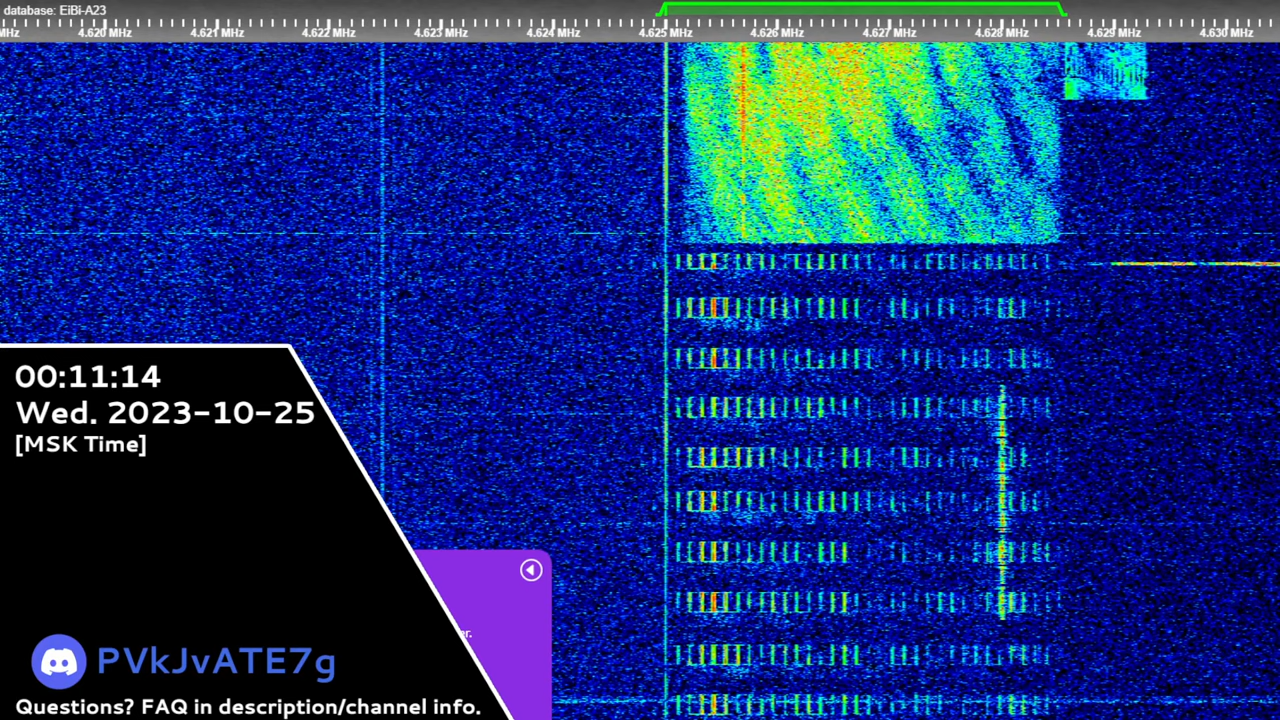 database: EiBi-A23
MHz 4.620 MHz 4.621 MHz 4.622 MHz 4.623 MHz 4.624 MHz 4.625 MHz 4.626 MHz 4.627 MHz 4.628 MHz 4.629 MHz 4.630 MHz
00:11:14
Wed. 2023-10-25
[MSK Time]
er.
PVkJvATE7g
Questions? FAQ in description/channel info.